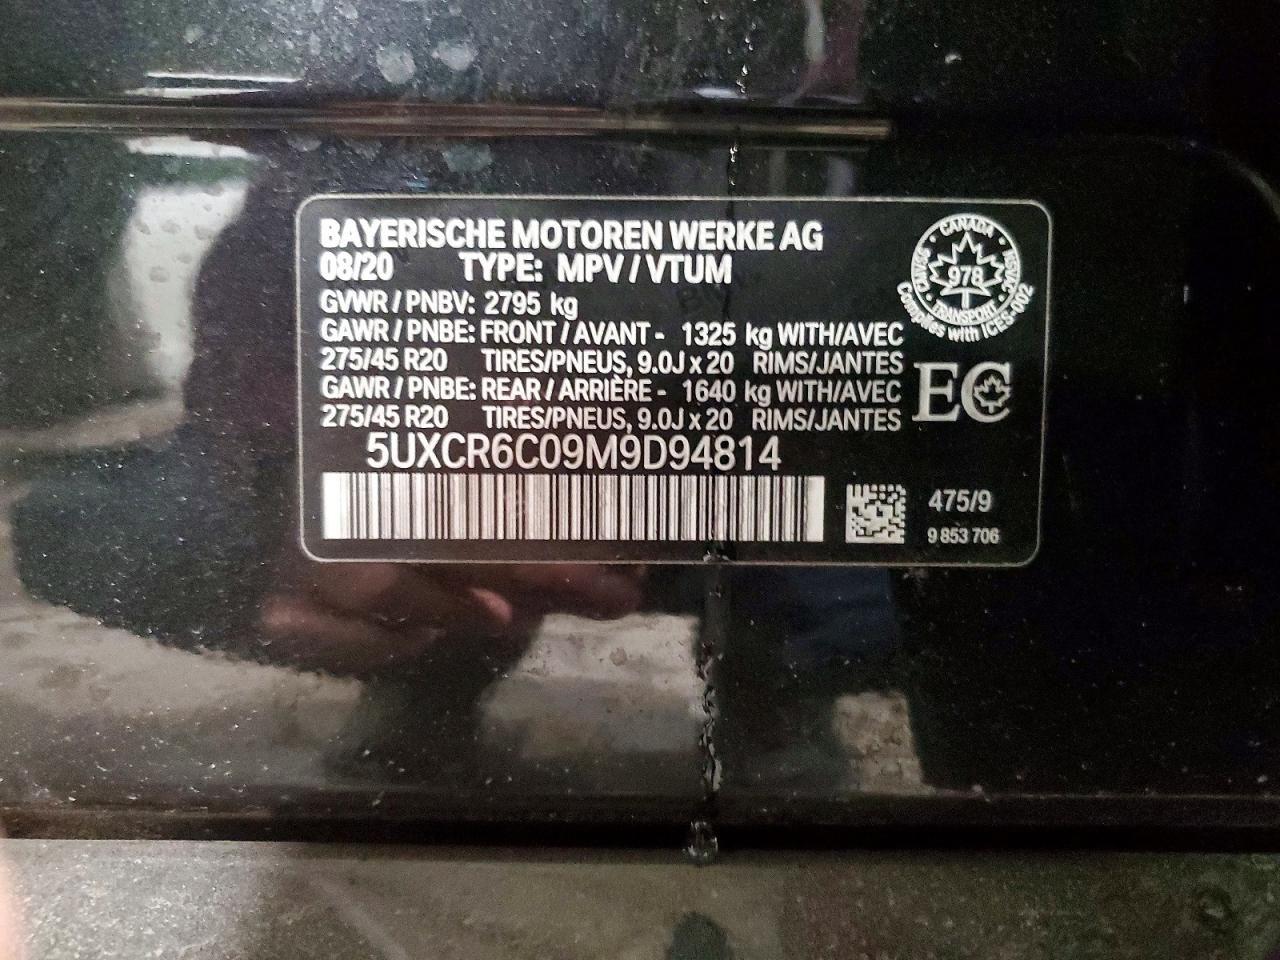 BAYERISCHE MOTOREN WERKE AG
08/20 TYPE: MPV / VTUM
GVWR / PNBV: 2795 kg
GAWR / PNBE: FRONT / AVANT - 1325 kg WITH/AVEC
275/45 R20 TIRES/PNEUS, 9.0J x 20 RIMS/JANTES
GAWR / PNBE: REAR / ARRIÈRE - 1640 kg WITH/AVEC
275/45 R20 TIRES/PNEUS, 9.0J x 20 RIMS/JANTES
5UXCR6C09M9D94814
CANADA
978
TRANSPORT
Complies with ICES-002
EC
475/9
9 853 706